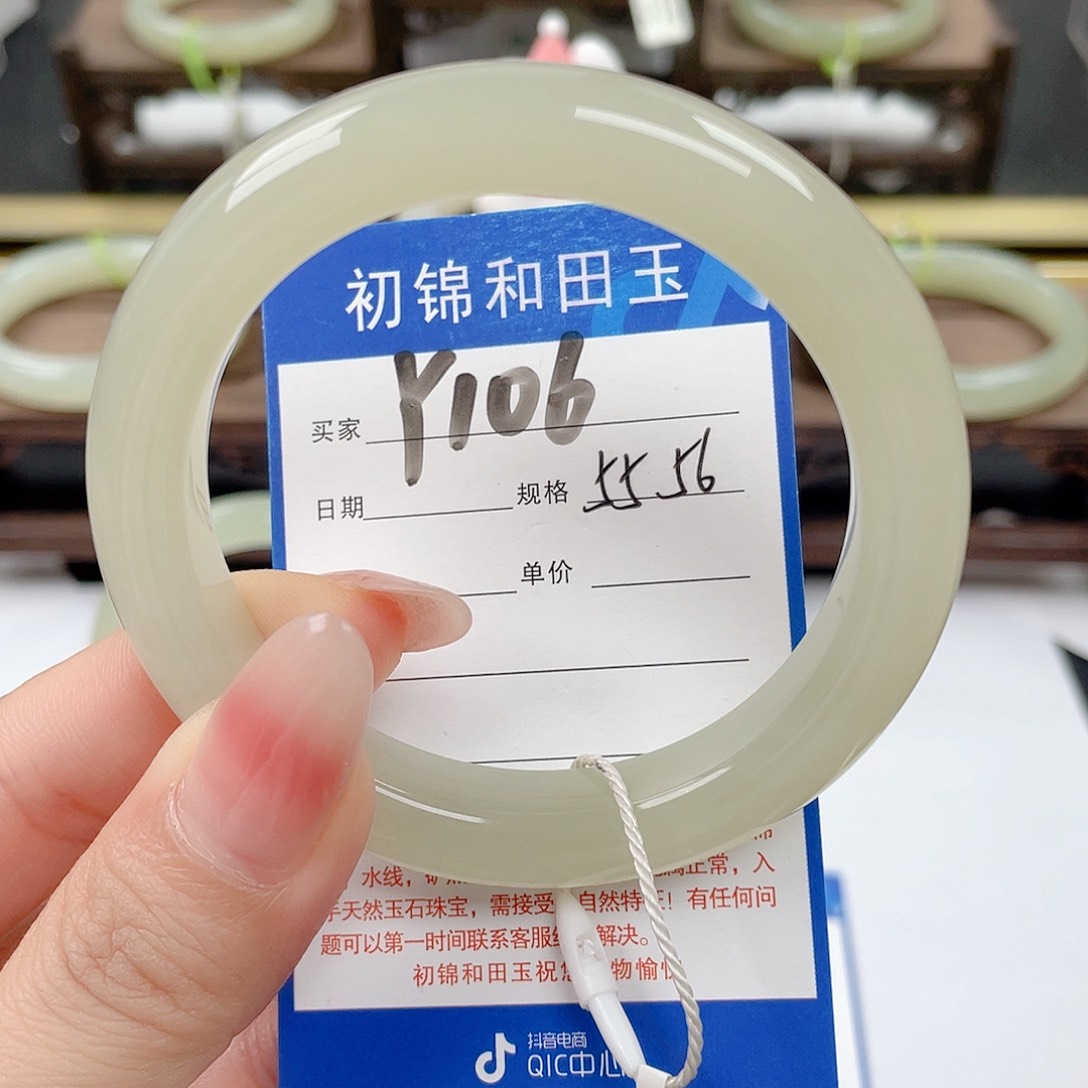 初锦和田玉
买家 Y106
日期 规格 55 56
单价
水线,矿
天然玉石珠宝,需接受 自然特征!有任何问
题可以第一时间联系客服 解决。
初锦和田玉祝您 物愉
抖音电商
QIC中心